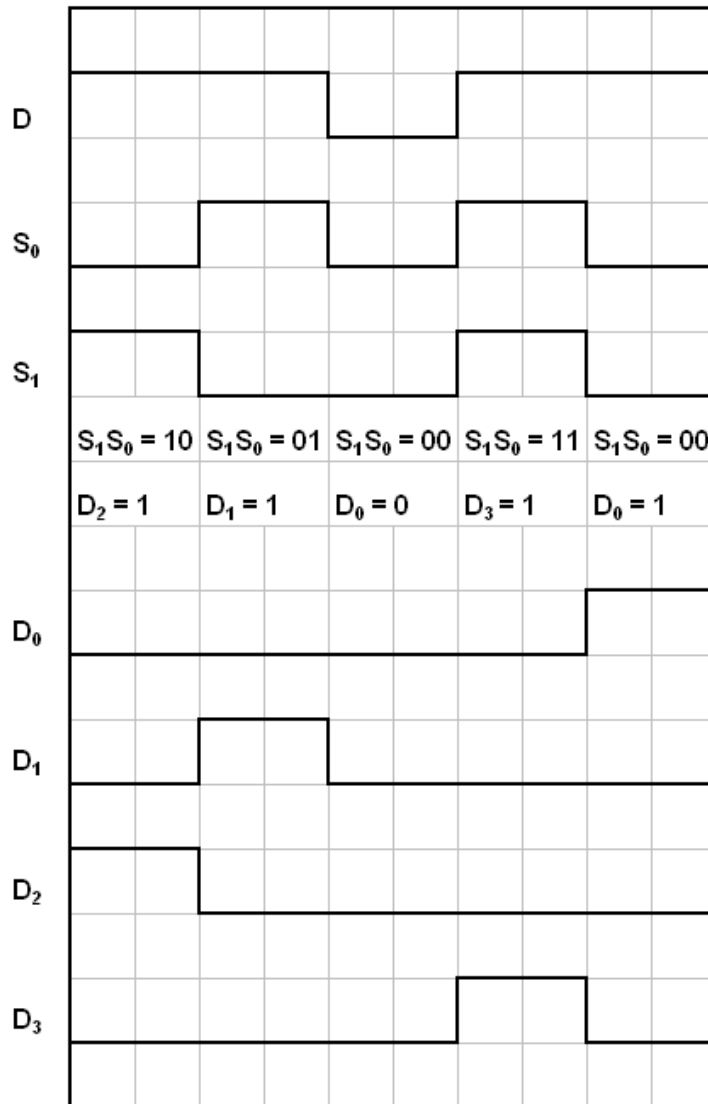 D
S₀
S₁
S₁S₀ = 10 S₁S₀ = 01 S₁S₀ = 00 S₁S₀ = 11 S₁S₀ = 00
D₂ = 1 D₁ = 1 D₀ = 0 D₃ = 1 D₀ = 1
D₀
D₁
D₂
D₃